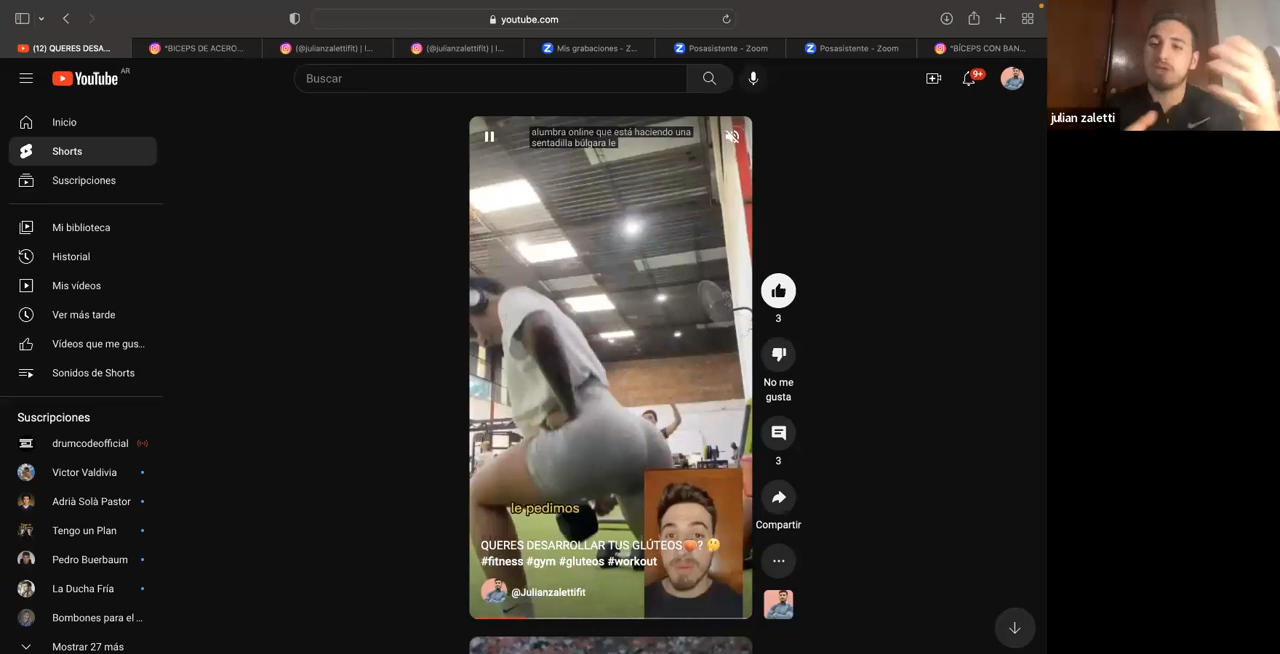 youtube.com
(12) QUERES DESA...
*BICEPS DE ACERO...
(@julianzalettifit) | I...
(@julianzalettifit) | I...
Mis grabaciones - Z...
Posasistente - Zoom
Posasistente - Zoom
*BÍCEPS CON BAN...
YouTube AR
Buscar
9+
julian zaletti
Inicio
Shorts
Suscripciones
Mi biblioteca
Historial
Mis vídeos
Ver más tarde
Vídeos que me gus...
Sonidos de Shorts
Suscripciones
drumcodeofficial
Victor Valdivia
Adrià Solà Pastor
Tengo un Plan
Pedro Buerbaum
La Ducha Fría
Bombones para el ...
Mostrar 27 más
alumbra online que está haciendo una
sentadilla búlgara le
le pedimos
QUERES DESARROLLAR TUS GLÚTEOS🍑? 🤔
#fitness #gym #gluteos #workout
@Julianzalettifit
3
No me
gusta
3
Compartir